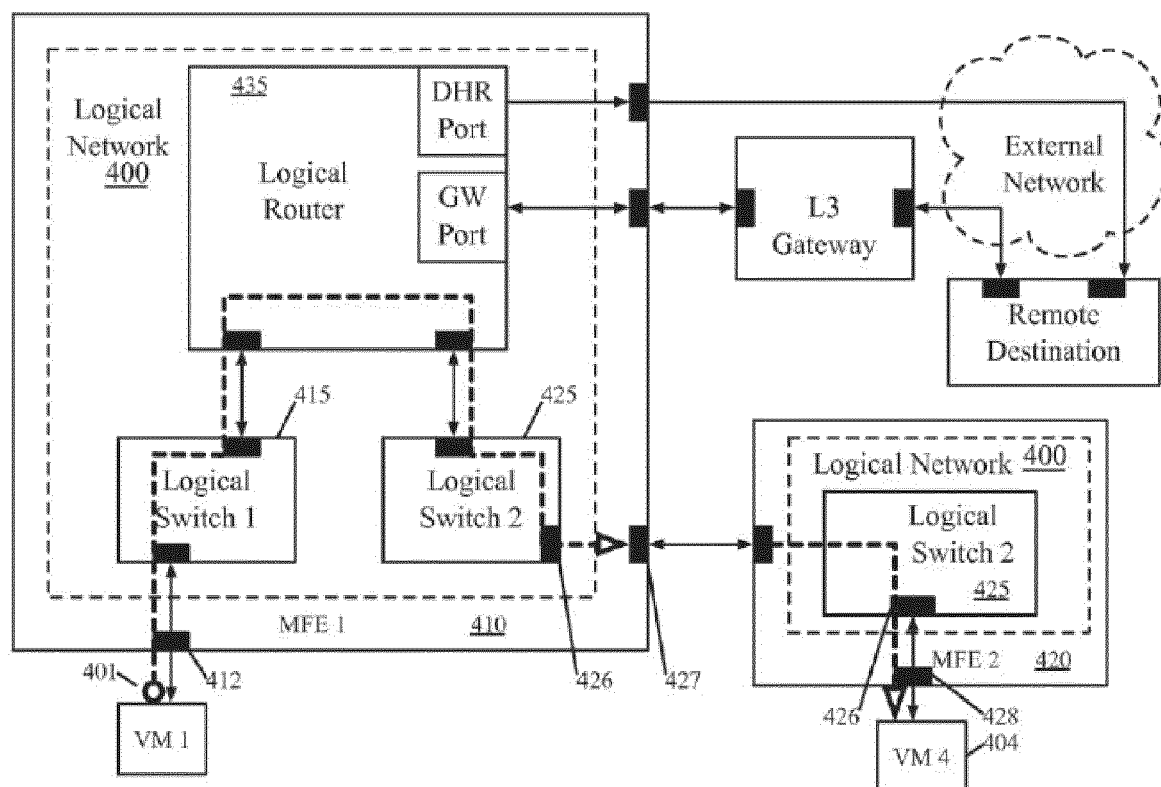 435
DHR
Port
Logical
Network
400
Logical
Router
GW
Port
External
Network
L3
Gateway
Remote
Destination
415
425
Logical
Switch 1
Logical
Switch 2
Logical Network 400
Logical
Switch 2
425
MFE 1
410
MFE 2
420
401
412
426
427
426
428
404
VM 1
VM 4